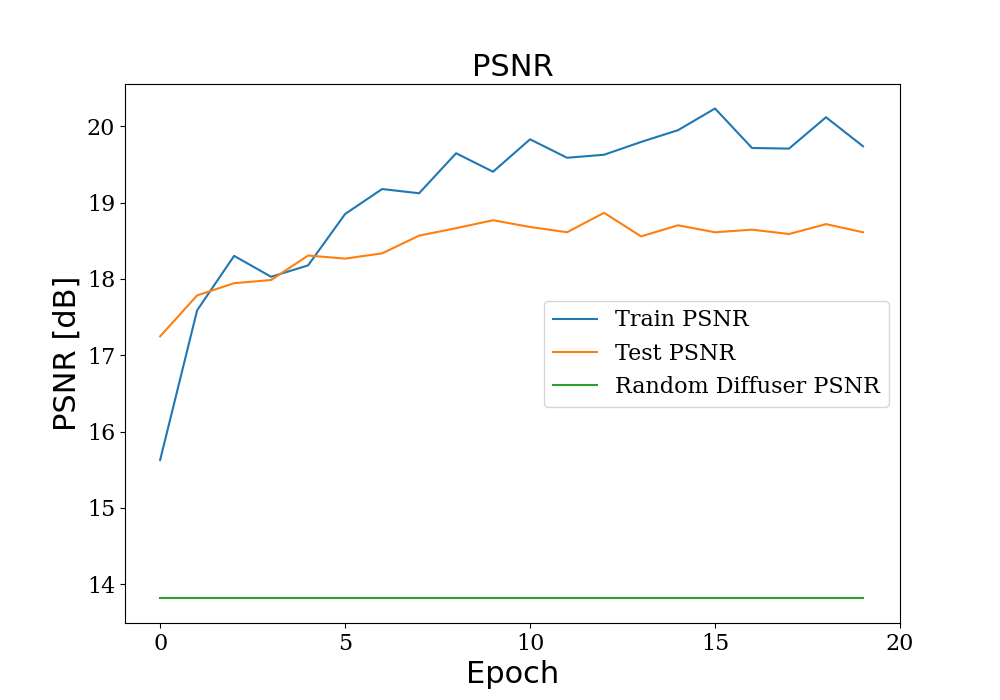 PSNR
PSNR [dB]
20
19
18
17
16
15
14
Train PSNR
Test PSNR
Random Diffuser PSNR
0 5 10 15 20
Epoch